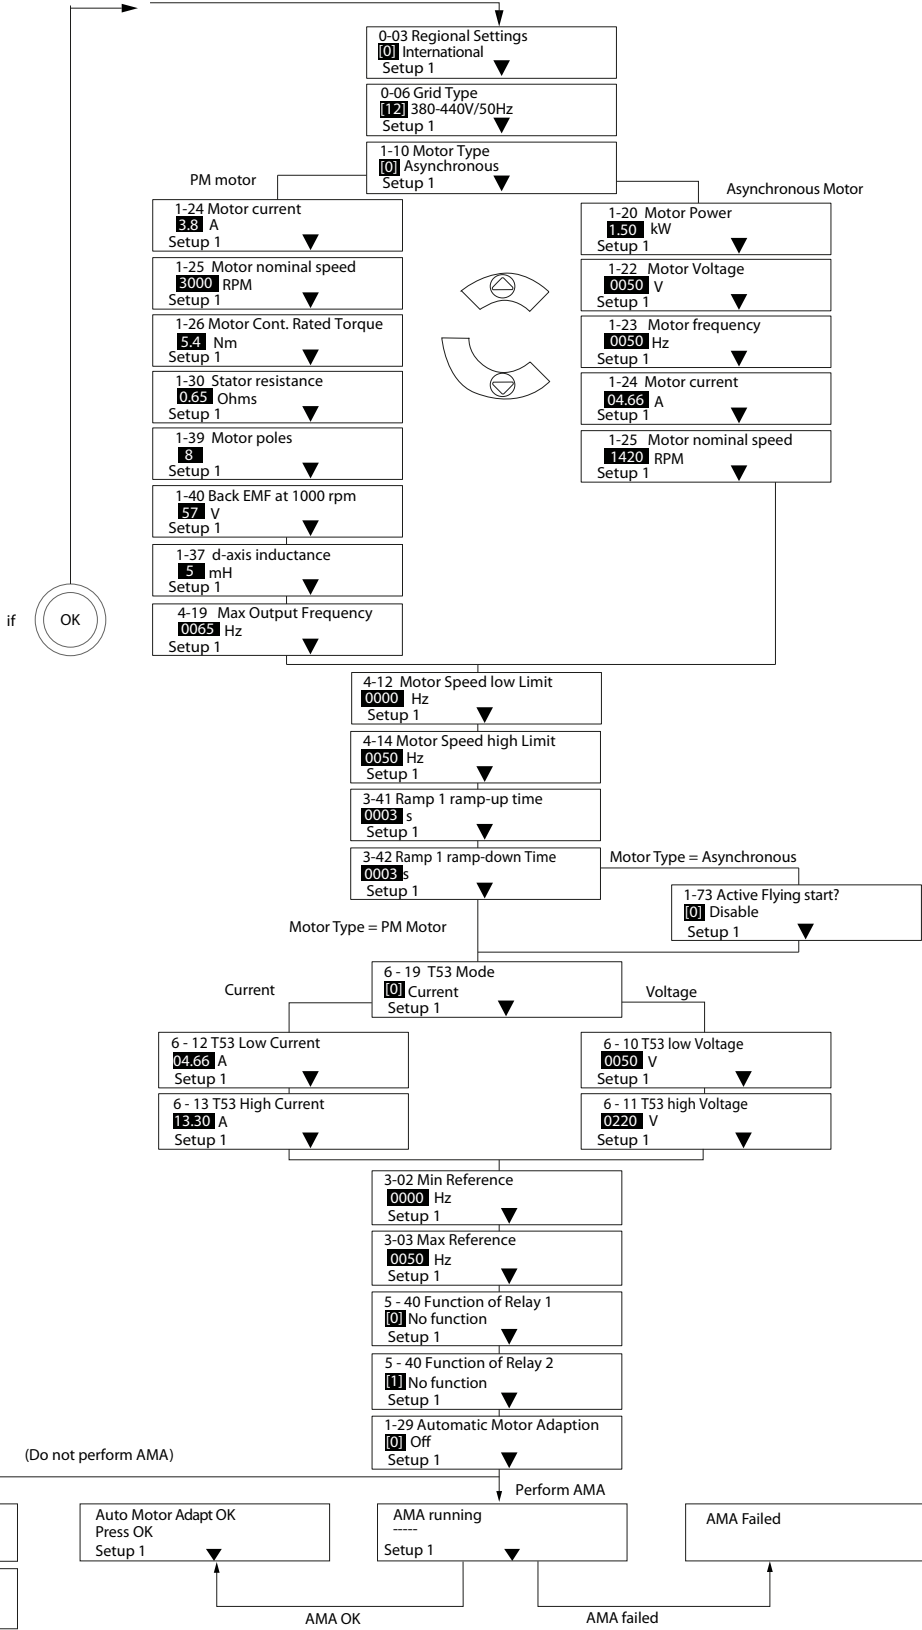 0-03 Regional Settings
[0] International
Setup 1
0-06 Grid Type
[12] 380-440V/50Hz
Setup 1
1-10 Motor Type
[0] Asynchronous
Setup 1
PM motor
Asynchronous Motor
1-24 Motor current
3.8 A
Setup 1
1-25 Motor nominal speed
3000 RPM
Setup 1
1-26 Motor Cont. Rated Torque
5.4 Nm
Setup 1
1-30 Stator resistance
0.65 Ohms
Setup 1
1-39 Motor poles
8
Setup 1
1-40 Back EMF at 1000 rpm
57 V
Setup 1
1-37 d-axis inductance
5 mH
Setup 1
4-19 Max Output Frequency
0065 Hz
Setup 1
1-20 Motor Power
1.50 kW
Setup 1
1-22 Motor Voltage
0050 V
Setup 1
1-23 Motor frequency
0050 Hz
Setup 1
1-24 Motor current
04.66 A
Setup 1
1-25 Motor nominal speed
1420 RPM
Setup 1
if
OK
4-12 Motor Speed low Limit
0000 Hz
Setup 1
4-14 Motor Speed high Limit
0050 Hz
Setup 1
3-41 Ramp 1 ramp-up time
0003 s
Setup 1
3-42 Ramp 1 ramp-down Time
0003 s
Setup 1
Motor Type = Asynchronous
1-73 Active Flying start?
[0] Disable
Setup 1
Motor Type = PM Motor
6 - 19 T53 Mode
[0] Current
Setup 1
Current
Voltage
6 - 12 T53 Low Current
04.66 A
Setup 1
6 - 13 T53 High Current
13.30 A
Setup 1
6 - 10 T53 low Voltage
0050 V
Setup 1
6 - 11 T53 high Voltage
0220 V
Setup 1
3-02 Min Reference
0000 Hz
Setup 1
3-03 Max Reference
0050 Hz
Setup 1
5 - 40 Function of Relay 1
[0] No function
Setup 1
5 - 40 Function of Relay 2
[1] No function
Setup 1
1-29 Automatic Motor Adaption
[0] Off
Setup 1
(Do not perform AMA)
Perform AMA
Auto Motor Adapt OK
Press OK
Setup 1
AMA running
-----
Setup 1
AMA Failed
AMA OK
AMA failed